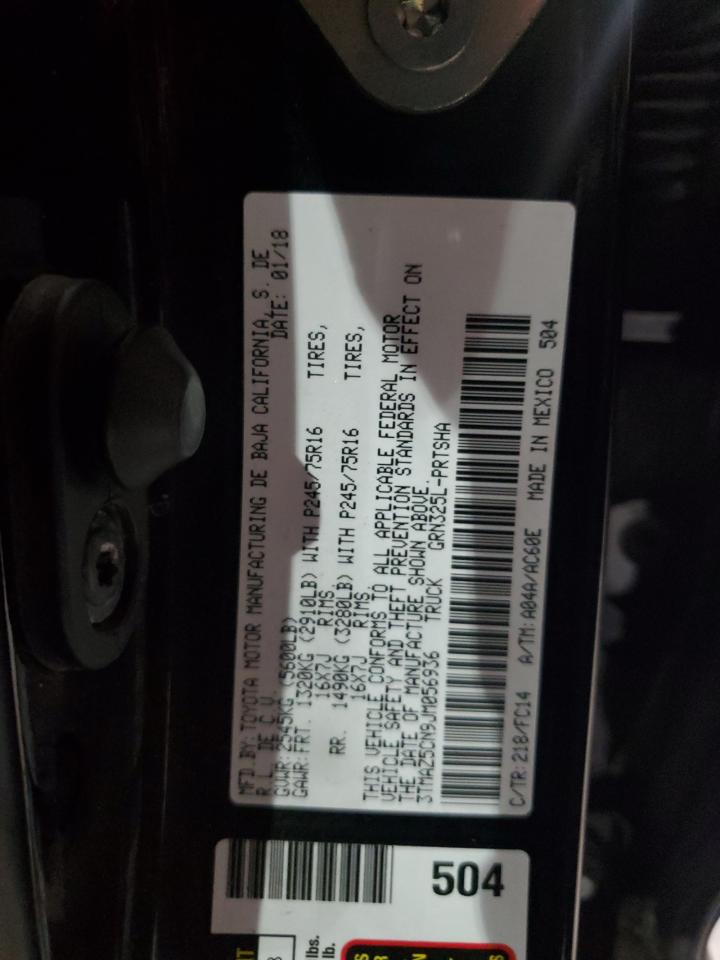 MFD.BY: TOYOTA MOTOR MANUFACTURING DE BAJA CALIFORNIA, S. DE
R.L. DE C.V. DATE: 01/18
GVWR: 2545KG (5600LB)
GAWR: FRT. 1320KG (2910LB) WITH P245/75R16 TIRES,
16X7J RIMS
RR. 1490KG (3280LB) WITH P245/75R16 TIRES,
16X7J RIMS
THIS VEHICLE CONFORMS TO ALL APPLICABLE FEDERAL MOTOR
VEHICLE SAFETY AND THEFT PREVENTION STANDARDS IN EFFECT ON
THE DATE OF MANUFACTURE SHOWN ABOVE.
3TMAZ5CN9JM056936 TRUCK GRN325L-PRTSHA
C/TR: 218/FC14 A/TM: A04A/AC60E MADE IN MEXICO 504
504
lbs.
lb.